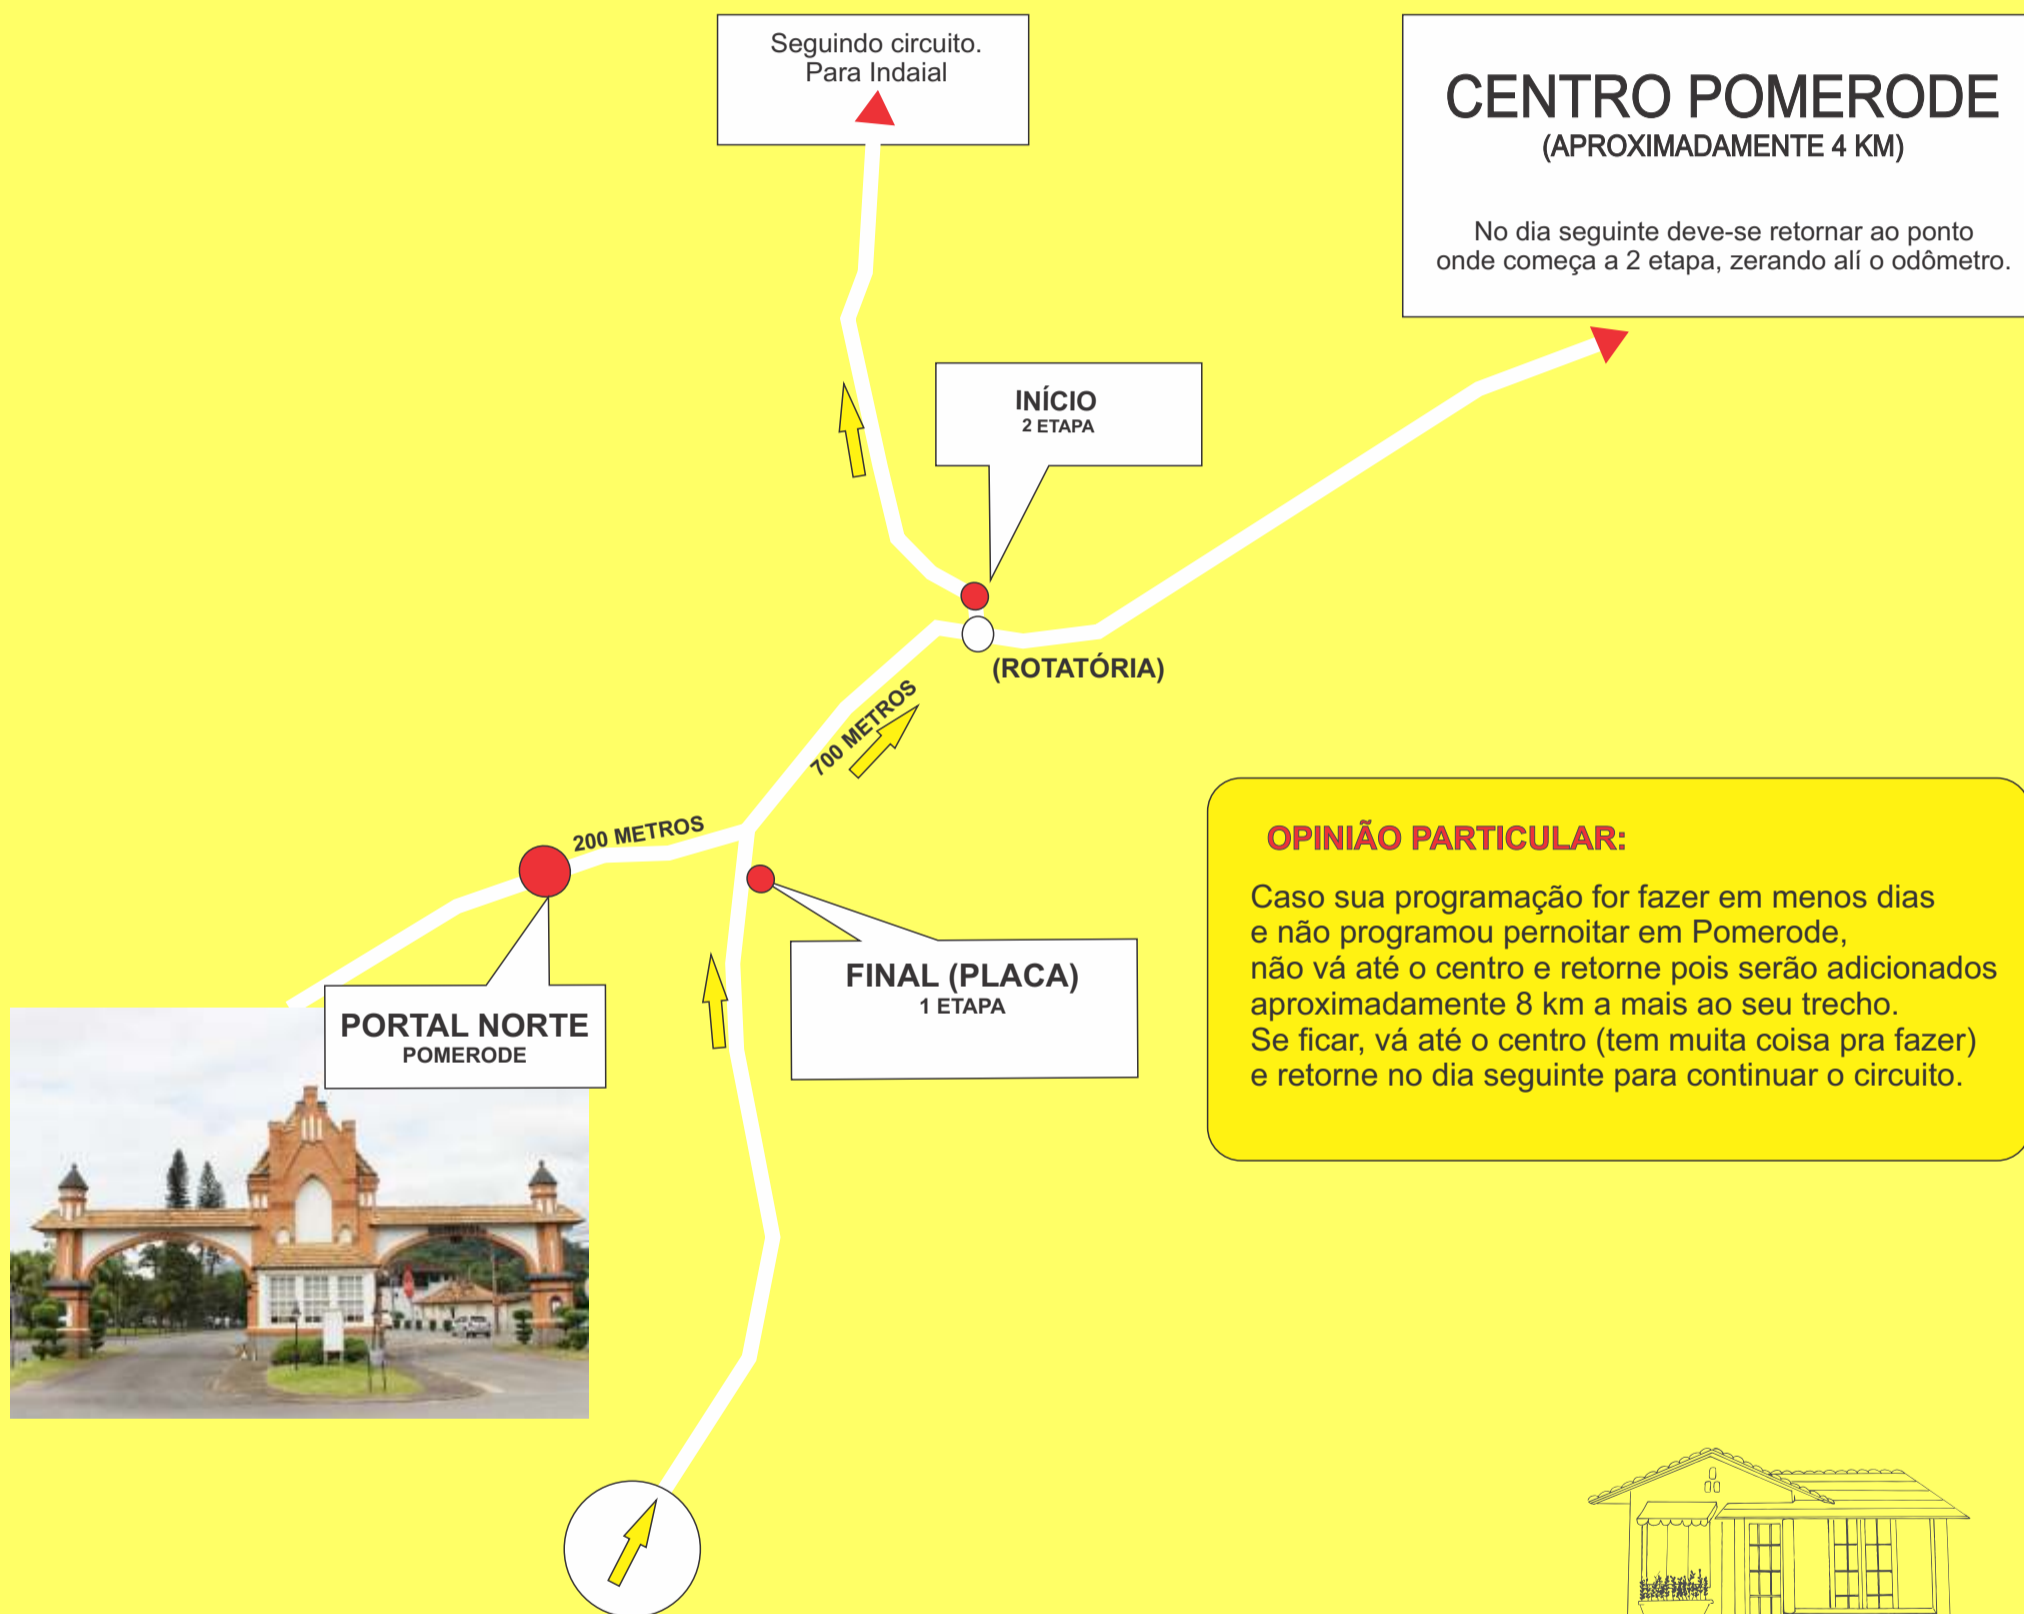 Seguindo circuito.
Para Indaial
CENTRO POMERODE
(APROXIMADAMENTE 4 KM)
No dia seguinte deve-se retornar ao ponto
onde começa a 2 etapa, zerando alí o odômetro.
INÍCIO
2 ETAPA
(ROTATÓRIA)
700 METROS
200 METROS
OPINIÃO PARTICULAR:
Caso sua programação for fazer em menos dias
e não programou pernoitar em Pomerode,
não vá até o centro e retorne pois serão adicionados
aproximadamente 8 km a mais ao seu trecho.
Se ficar, vá até o centro (tem muita coisa pra fazer)
e retorne no dia seguinte para continuar o circuito.
FINAL (PLACA)
1 ETAPA
PORTAL NORTE
POMERODE